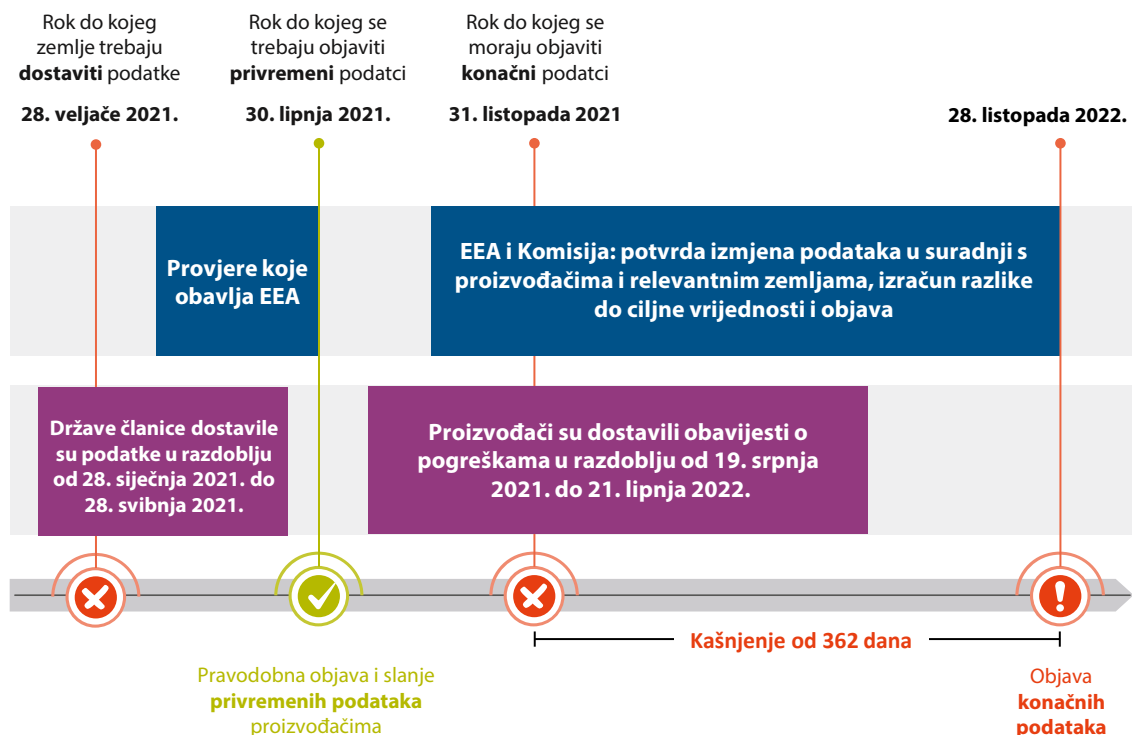 Rok do kojeg
zemlje trebaju
dostaviti podatke
28. veljače 2021.
Rok do kojeg se
trebaju objaviti
privremeni podatci
30. lipnja 2021.
Rok do kojeg se
moraju objaviti
konačni podatci
31. listopada 2021
28. listopada 2022.
Provjere koje
obavlja EEA
EEA i Komisija: potvrda izmjena podataka u suradnji s
proizvođačima i relevantnim zemljama, izračun razlike
do ciljne vrijednosti i objava
Države članice dostavile
su podatke u razdoblju
od 28. siječnja 2021. do
28. svibnja 2021.
Proizvođači su dostavili obavijesti o
pogreškama u razdoblju od 19. srpnja
2021. do 21. lipnja 2022.
Kašnjenje od 362 dana
Pravodobna objava i slanje
privremenih podataka
proizvođačima
Objava
konačnih
podataka